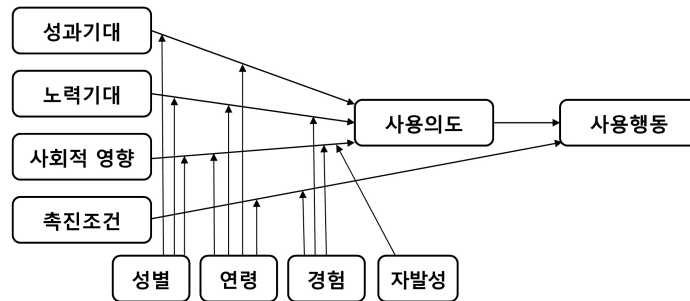 성과기대
노력기대
사회적 영향
촉진조건
사용의도
사용행동
성별
연령
경험
자발성